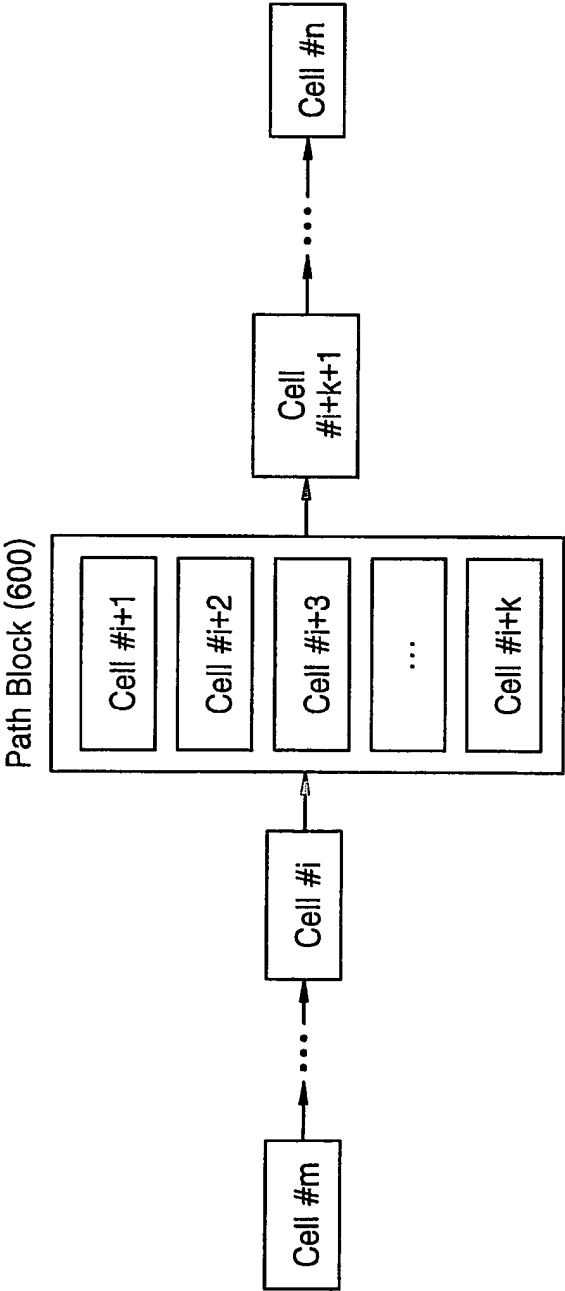 Path Block (600)
Cell #m
...
Cell #i
Cell #i+1
Cell #i+2
Cell #i+3
...
Cell #i+k
Cell
#i+k+1
...
Cell #n